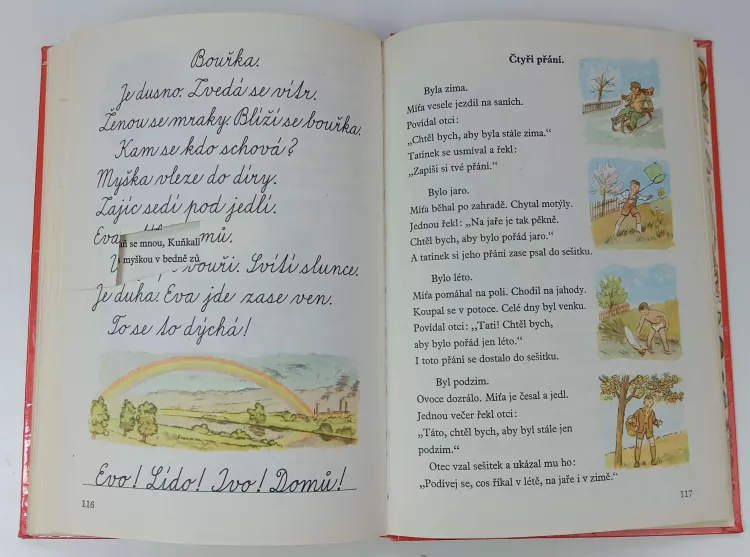 Bouřka.
Je dusno. Zvedá se vítr.
Ženou se mraky. Blíží se bouřka.
Kam se kdo schová?
Myška vleze do díry.
Zajíc sedí pod jedlí.
Eva domů.
se mnou, Kuňkali
myškou v bedně zů
bouři. Svítí slunce.
Je duhá. Eva jde zase ven.
To se to dýchá!
Evo! Lído! Ivo! Domů!
116
Čtyři přání.
Byla zima.
Míťa vesele jezdil na saních.
Povídal otci:
„Chtěl bych, aby byla stále zima.“
Tatínek se usmíval a řekl:
„Zapiši si tvé přání.“
Bylo jaro.
Míťa běhal po zahradě. Chytal motýly.
Jednou řekl: „Na jaře je tak pěkně.
Chtěl bych, aby bylo pořád jaro.“
A tatínek si jeho přání zase psal do sešitku.
Bylo léto.
Míťa pomáhal na poli. Chodil na jahody.
Koupal se v potoce. Celé dny byl venku.
Povídal otci: „Tati! Chtěl bych,
aby bylo pořád jen léto.“
I toto přání se dostalo do sešitku.
Byl podzim.
Ovoce dozrálo. Míťa je česal a jedl.
Jednou večer řekl otci:
„Táto, chtěl bych, aby byl stále jen
podzim.“
Otec vzal sešitek a ukázal mu ho:
„Podívej se, cos říkal v létě, na jaře i v zimě.“
117